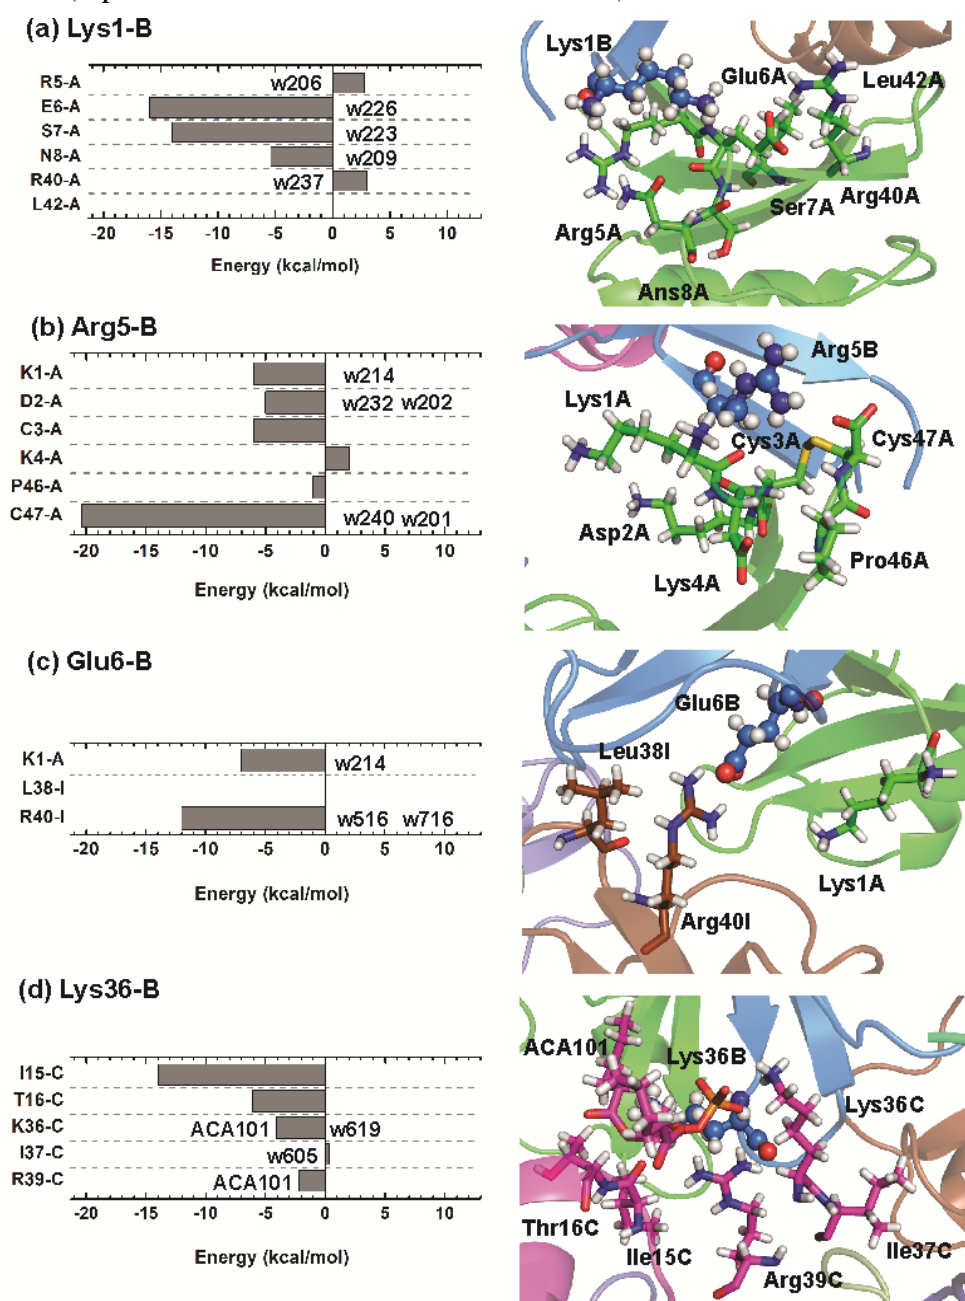 (a) Lys1-B
R5-A w206
E6-A w226
S7-A w223
N8-A w209
R40-A w237
L42-A
-20 -15 -10 -5 0 5 10
Energy (kcal/mol)
Lys1B
Glu6A
Leu42A
Arg40A
Ser7A
Arg5A
Ans8A
(b) Arg5-B
K1-A w214
D2-A w232 w202
C3-A
K4-A
P46-A
C47-A w240 w201
-20 -15 -10 -5 0 5 10
Energy (kcal/mol)
Arg5B
Lys1A
Cys3A
Cys47A
Asp2A
Pro46A
Lys4A
(c) Glu6-B
K1-A w214
L38-I
R40-I w516 w716
-20 -15 -10 -5 0 5 10
Energy (kcal/mol)
Glu6B
Leu38I
Lys1A
Arg40I
(d) Lys36-B
I15-C
T16-C
K36-C ACA101 w619
I37-C w605
R39-C ACA101
-20 -15 -10 -5 0 5 10
Energy (kcal/mol)
ACA101
Lys36B
Lys36C
Thr16C
Ile15C
Ile37C
Arg39C